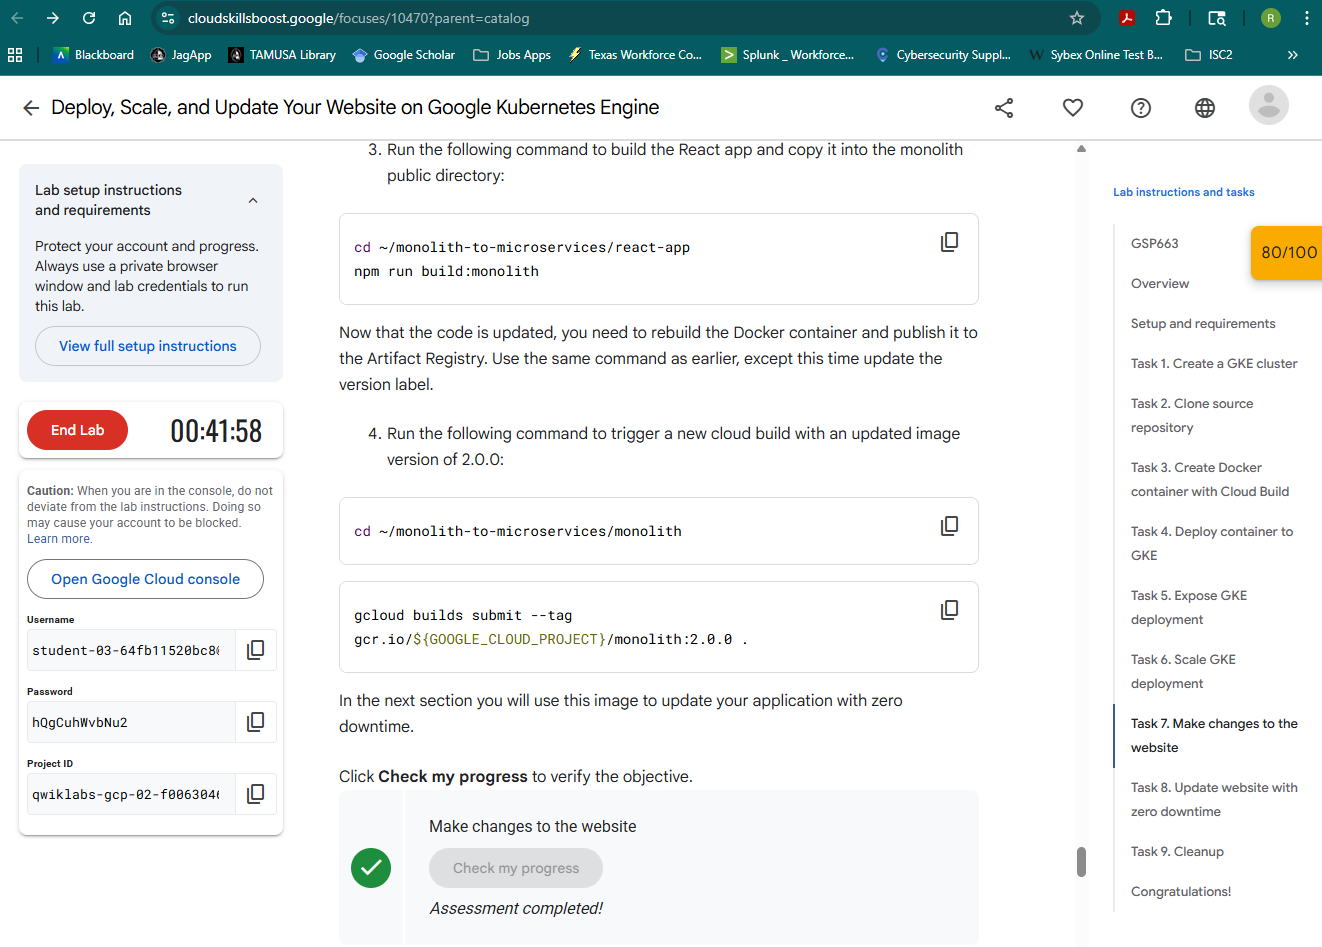 cloudskillsboost.google/focuses/10470?parent=catalog
R
Blackboard
JagApp
TAMUSA Library
Google Scholar
Jobs Apps
Texas Workforce Co...
Splunk _ Workforce...
Cybersecurity Suppl...
Sybex Online Test B...
ISC2
Deploy, Scale, and Update Your Website on Google Kubernetes Engine
Lab setup instructions
and requirements
Protect your account and progress.
Always use a private browser
window and lab credentials to run
this lab.
View full setup instructions
End Lab
00:41:58
Caution: When you are in the console, do not
deviate from the lab instructions. Doing so
may cause your account to be blocked.
Learn more.
Open Google Cloud console
Username
student-03-64fb11520bc8
Password
hQgCuhWvbNu2
Project ID
qwiklabs-gcp-02-f006304
3. Run the following command to build the React app and copy it into the monolith
public directory:
cd ~/monolith-to-microservices/react-app
npm run build:monolith
Now that the code is updated, you need to rebuild the Docker container and publish it to
the Artifact Registry. Use the same command as earlier, except this time update the
version label.
4. Run the following command to trigger a new cloud build with an updated image
version of 2.0.0:
cd ~/monolith-to-microservices/monolith
gcloud builds submit --tag
gcr.io/${GOOGLE_CLOUD_PROJECT}/monolith:2.0.0 .
In the next section you will use this image to update your application with zero
downtime.
Click Check my progress to verify the objective.
Make changes to the website
Check my progress
Assessment completed!
Lab instructions and tasks
GSP663
80/100
Overview
Setup and requirements
Task 1. Create a GKE cluster
Task 2. Clone source
repository
Task 3. Create Docker
container with Cloud Build
Task 4. Deploy container to
GKE
Task 5. Expose GKE
deployment
Task 6. Scale GKE
deployment
Task 7. Make changes to the
website
Task 8. Update website with
zero downtime
Task 9. Cleanup
Congratulations!